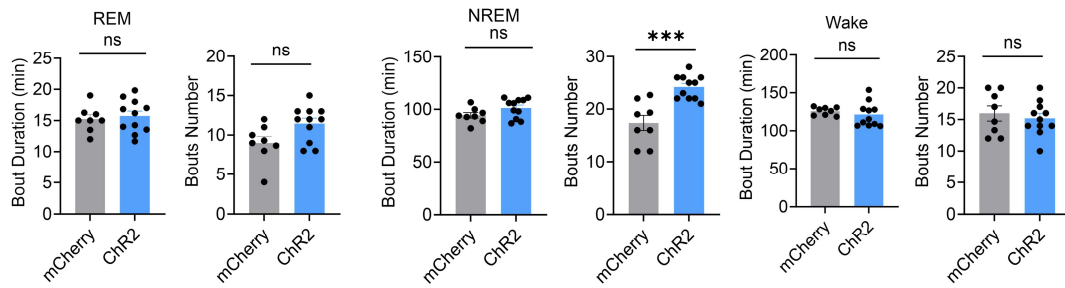 REM
ns
Bout Duration (min)
25
20
15
10
5
0
mCherry
ChR2
ns
Bouts Number
20
15
10
5
0
mCherry
ChR2
NREM
ns
Bout Duration (min)
150
100
50
0
mCherry
ChR2
***
Bouts Number
30
20
10
0
mCherry
ChR2
Wake
ns
Bout Duration (min)
200
150
100
50
0
mCherry
ChR2
ns
Bouts Number
25
20
15
10
5
0
mCherry
ChR2